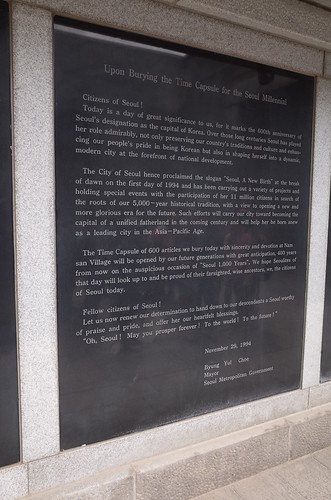 Upon Burying the Time Capsule for the Seoul Millennial
Citizens of Seoul!
Today is a day of great significance to us, for it marks the 600th anniversary of
Seoul's designation as the capital of Korea. Over those long centuries Seoul has played
her role admirably, not only preserving our country's traditions and culture and enhan-
cing our people's pride in being Korean but also in shaping herself into a dynamic,
modern city at the forefront of national development.
The City of Seoul hence proclaimed the slogan "Seoul, A New Birth" at the break
of dawn on the first day of 1994 and has been carrying out a variety of projects and
holding special events with the participation of her 11 million citizens in search of
the roots of our 5,000-year historical tradition, with a view to opening a new and
more glorious era for the future. Such efforts will carry our city toward becoming the
capital of a unified fatherland in the coming century and will help her be born anew
as a leading city in the Asia-Pacific Age.
The Time Capsule of 600 articles we bury today with sincerity and devotion at Nam
san Village will be opened by our future generations with great anticipation, 400 years
from now on the auspicious occasion of "Seoul 1,000 Years". We hope Seoulites of
that day will look up to and be proud of their farsighted, wise ancestors, we, the citizens
of Seoul today.
Fellow citizens of Seoul!
Let us now renew our determination to hand down to our descendants a Seoul worthy
of praise and pride, and offer her our heartfelt blessings.
"Oh, Seoul! May you prosper forever! To the world! To the future!"
November 29, 1994
Byung Yul Choe
Mayor
Seoul Metropolitan Government